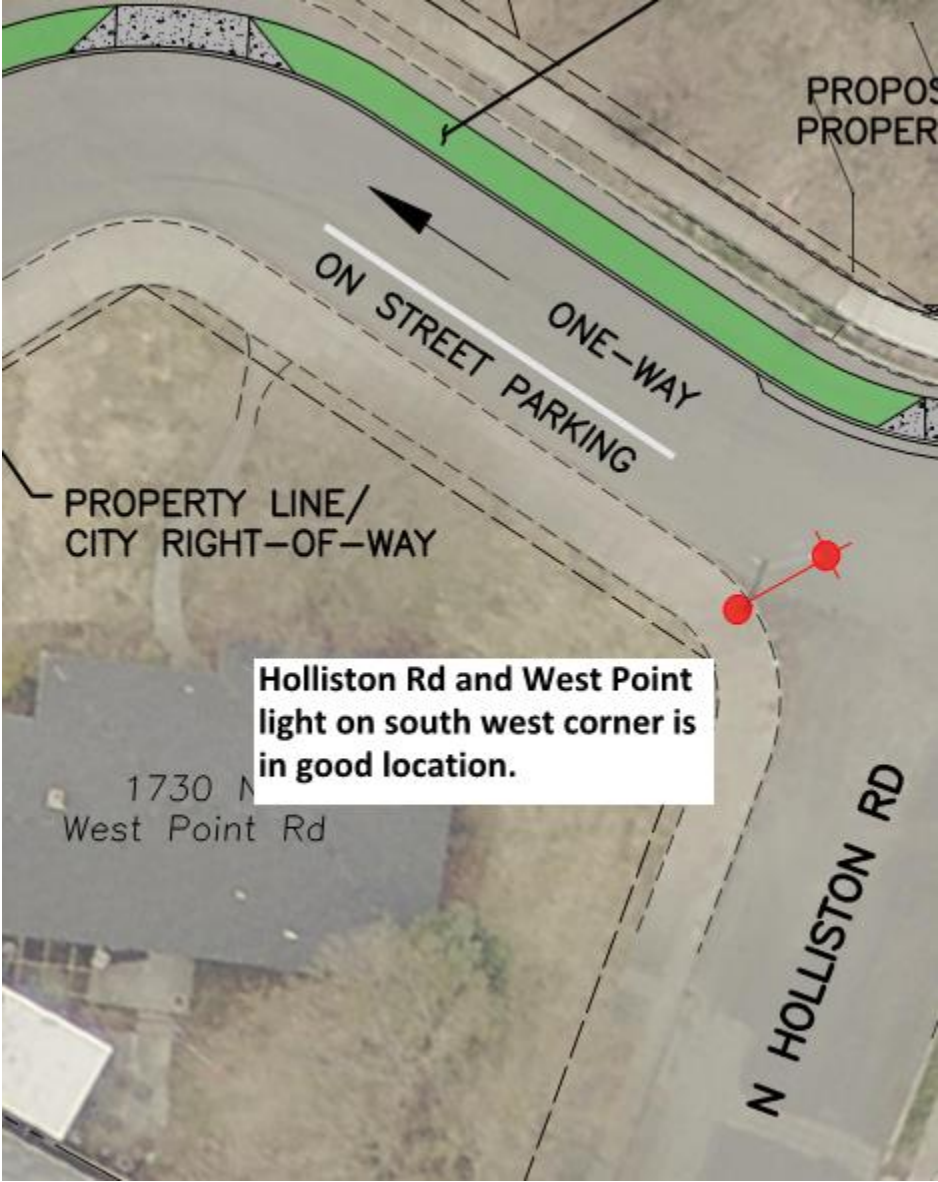 PROPOS
PROPER
ONE-WAY
ON STREET PARKING
PROPERTY LINE/
CITY RIGHT-OF-WAY
Holliston Rd and West Point
light on south west corner is
in good location.
1730 N
West Point Rd
N HOLLISTON RD